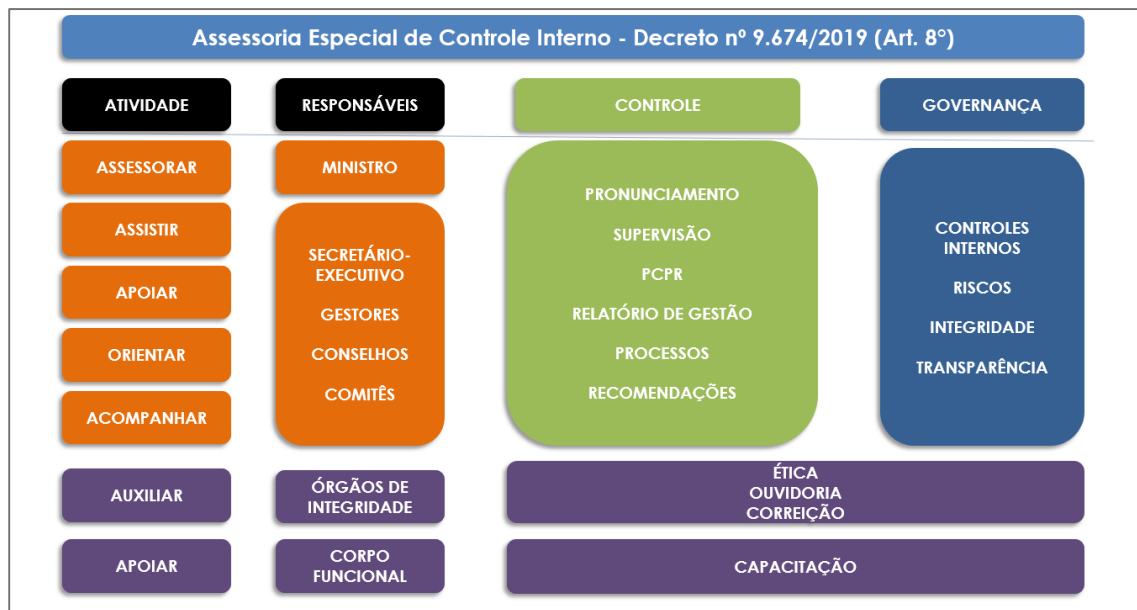 Assessoria Especial de Controle Interno - Decreto nº 9.674/2019 (Art. 8°)
ATIVIDADE
RESPONSÁVEIS
CONTROLE
GOVERNANÇA
ASSESSORAR
ASSISTIR
APOIAR
ORIENTAR
ACOMPANHAR
MINISTRO
SECRETÁRIO-
EXECUTIVO
GESTORES
CONSELHOS
COMITÊS
PRONUNCIAMENTO
SUPERVISÃO
PCPR
RELATÓRIO DE GESTÃO
PROCESSOS
RECOMENDAÇÕES
CONTROLES
INTERNOS
RISCOS
INTEGRIDADE
TRANSPARÊNCIA
AUXILIAR
ÓRGÃOS DE
INTEGRIDADE
ÉTICA
OUVIDORIA
CORREIÇÃO
APOIAR
CORPO
FUNCIONAL
CAPACITAÇÃO